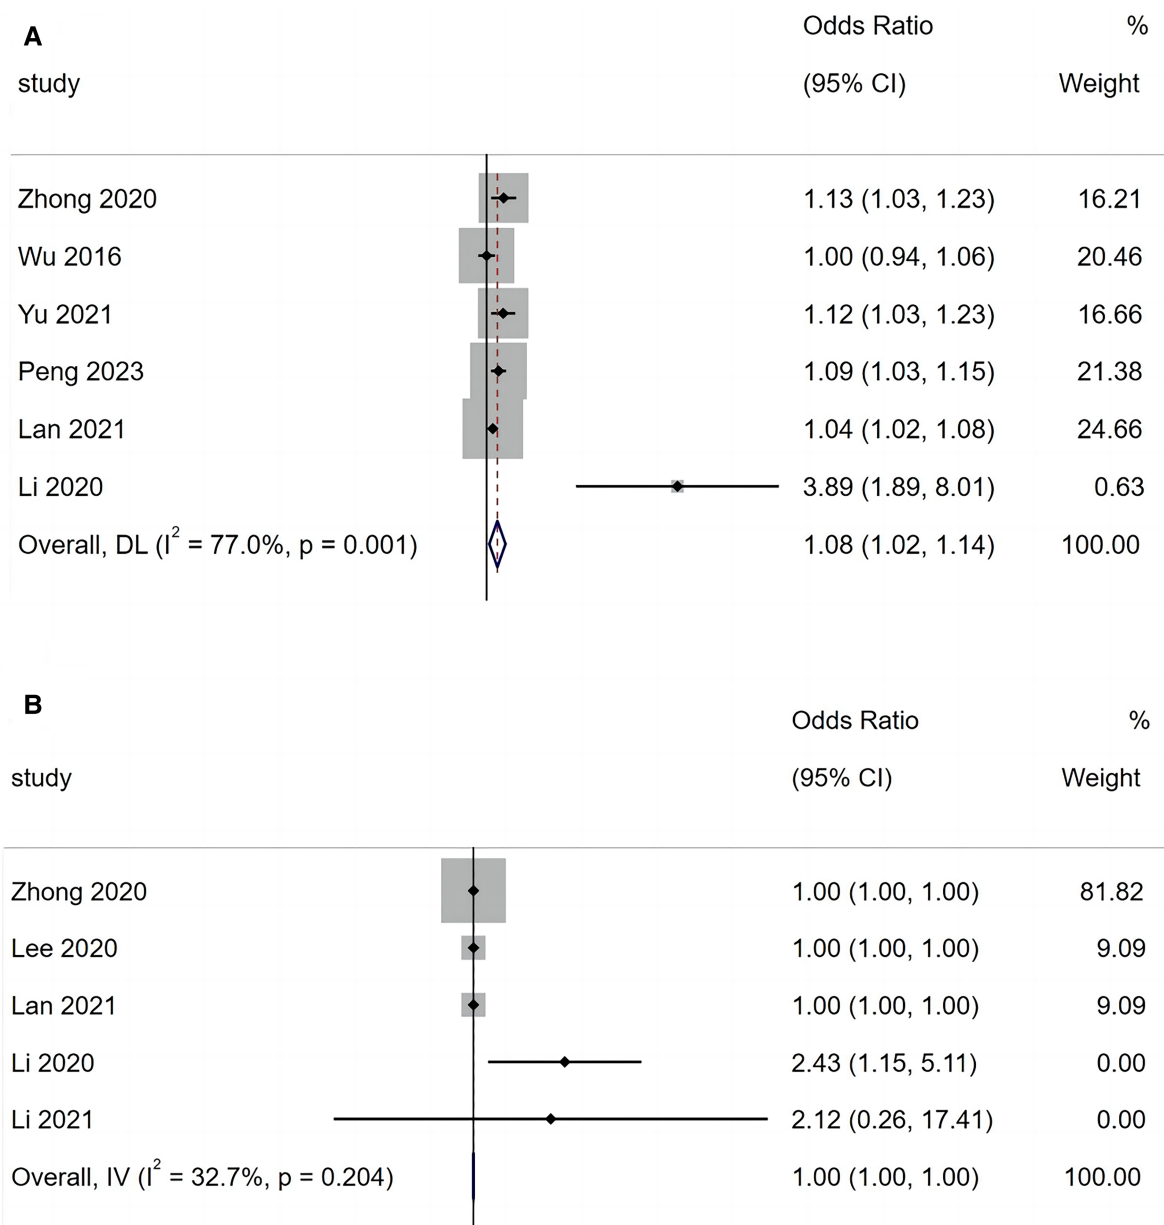 A
Odds Ratio %
study (95% CI) Weight
Zhong 2020 1.13 (1.03, 1.23) 16.21
Wu 2016 1.00 (0.94, 1.06) 20.46
Yu 2021 1.12 (1.03, 1.23) 16.66
Peng 2023 1.09 (1.03, 1.15) 21.38
Lan 2021 1.04 (1.02, 1.08) 24.66
Li 2020 3.89 (1.89, 8.01) 0.63
Overall, DL (I² = 77.0%, p = 0.001) 1.08 (1.02, 1.14) 100.00
B
Odds Ratio %
study (95% CI) Weight
Zhong 2020 1.00 (1.00, 1.00) 81.82
Lee 2020 1.00 (1.00, 1.00) 9.09
Lan 2021 1.00 (1.00, 1.00) 9.09
Li 2020 2.43 (1.15, 5.11) 0.00
Li 2021 2.12 (0.26, 17.41) 0.00
Overall, IV (I² = 32.7%, p = 0.204) 1.00 (1.00, 1.00) 100.00